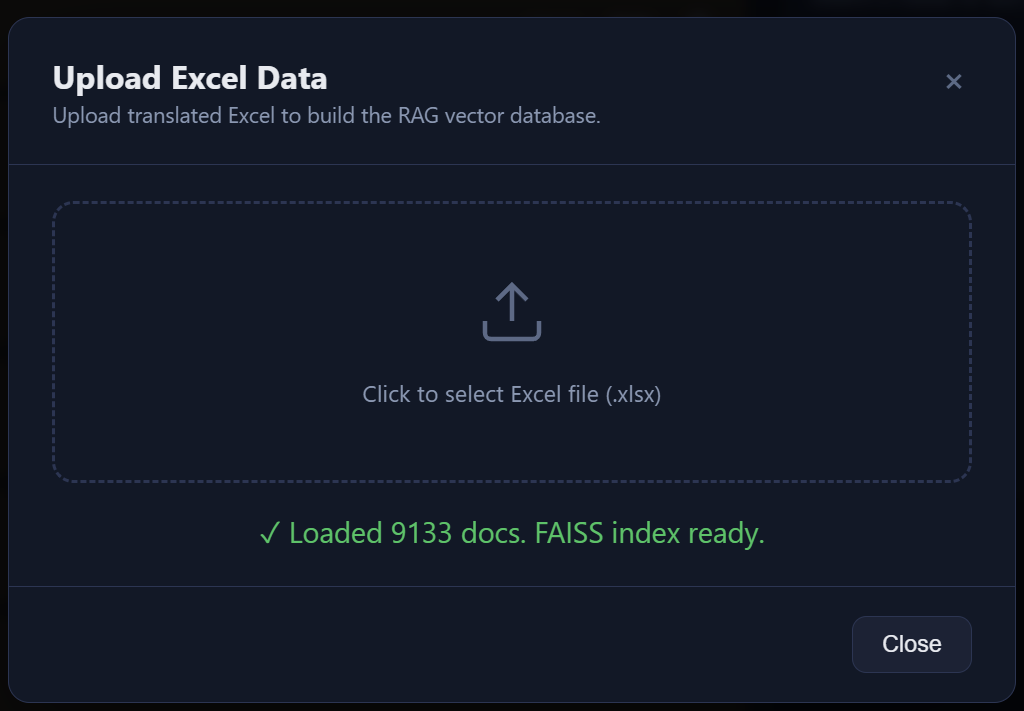 Upload Excel Data
×
Upload translated Excel to build the RAG vector database.
Click to select Excel file (.xlsx)
✓ Loaded 9133 docs. FAISS index ready.
Close